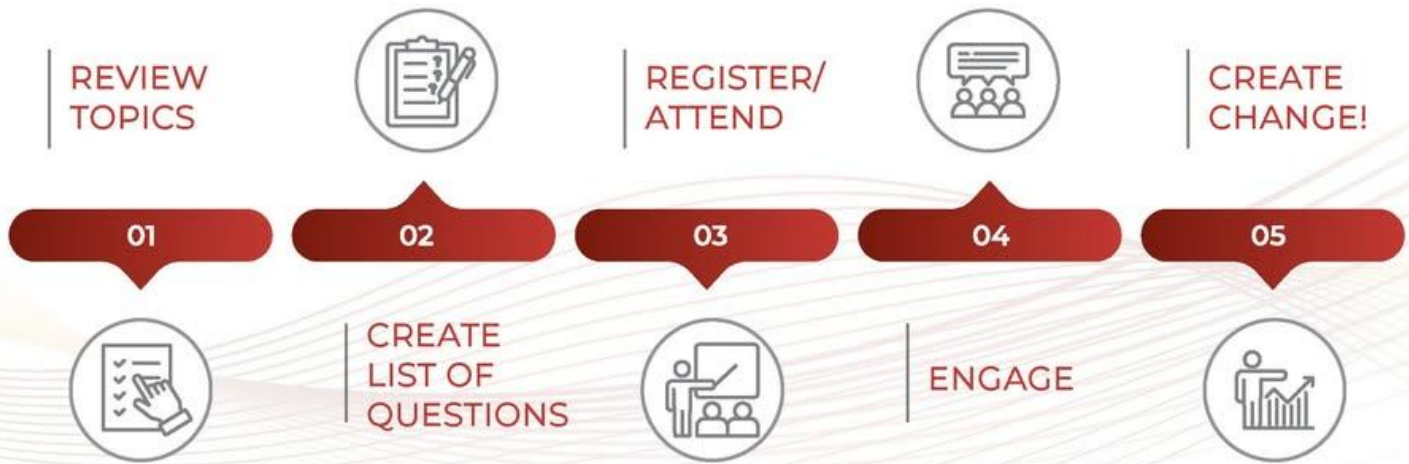 REVIEW
TOPICS
01
02
CREATE
LIST OF
QUESTIONS
REGISTER/
ATTEND
03
04
ENGAGE
CREATE
CHANGE!
05